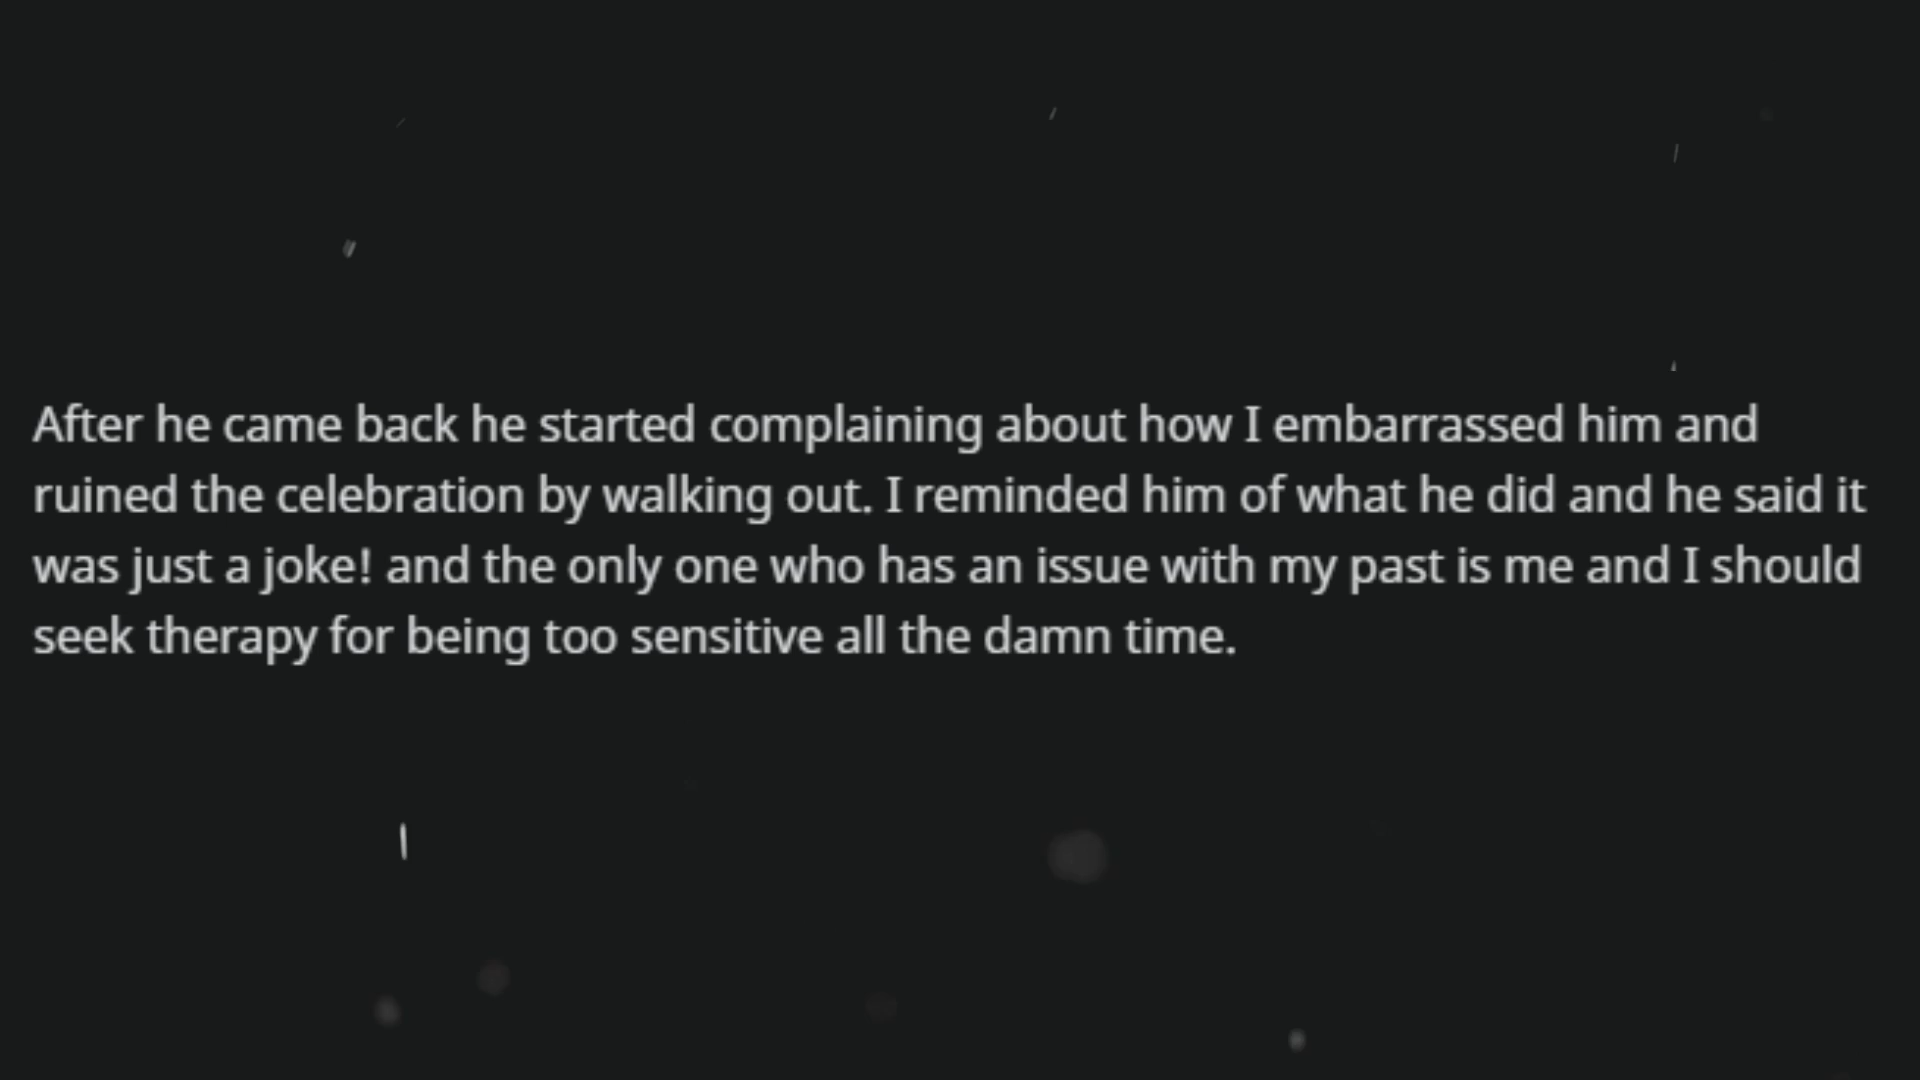 After he came back he started complaining about how I embarrassed him and
ruined the celebration by walking out. I reminded him of what he did and he said it
was just a joke! and the only one who has an issue with my past is me and I should
seek therapy for being too sensitive all the damn time.